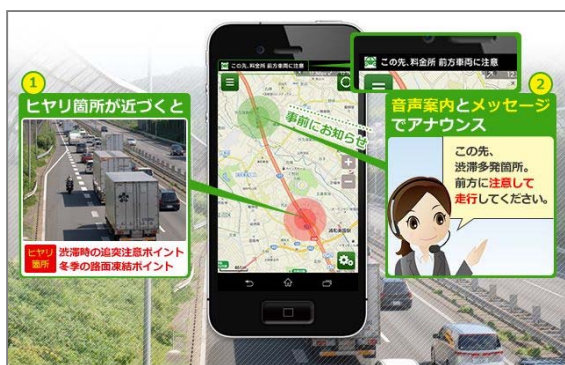 この先、料金所 前方車両に注意
この先、料金所 前方車両に注意
1
ヒヤリ箇所が近づくと
事前にお知らせ
ヒヤリ
箇所
渋滞時の追突注意ポイント
冬季の路面凍結ポイント
2
音声案内とメッセージ
でアナウンス
この先、
渋滞多発箇所。
前方に注意して
走行してください。